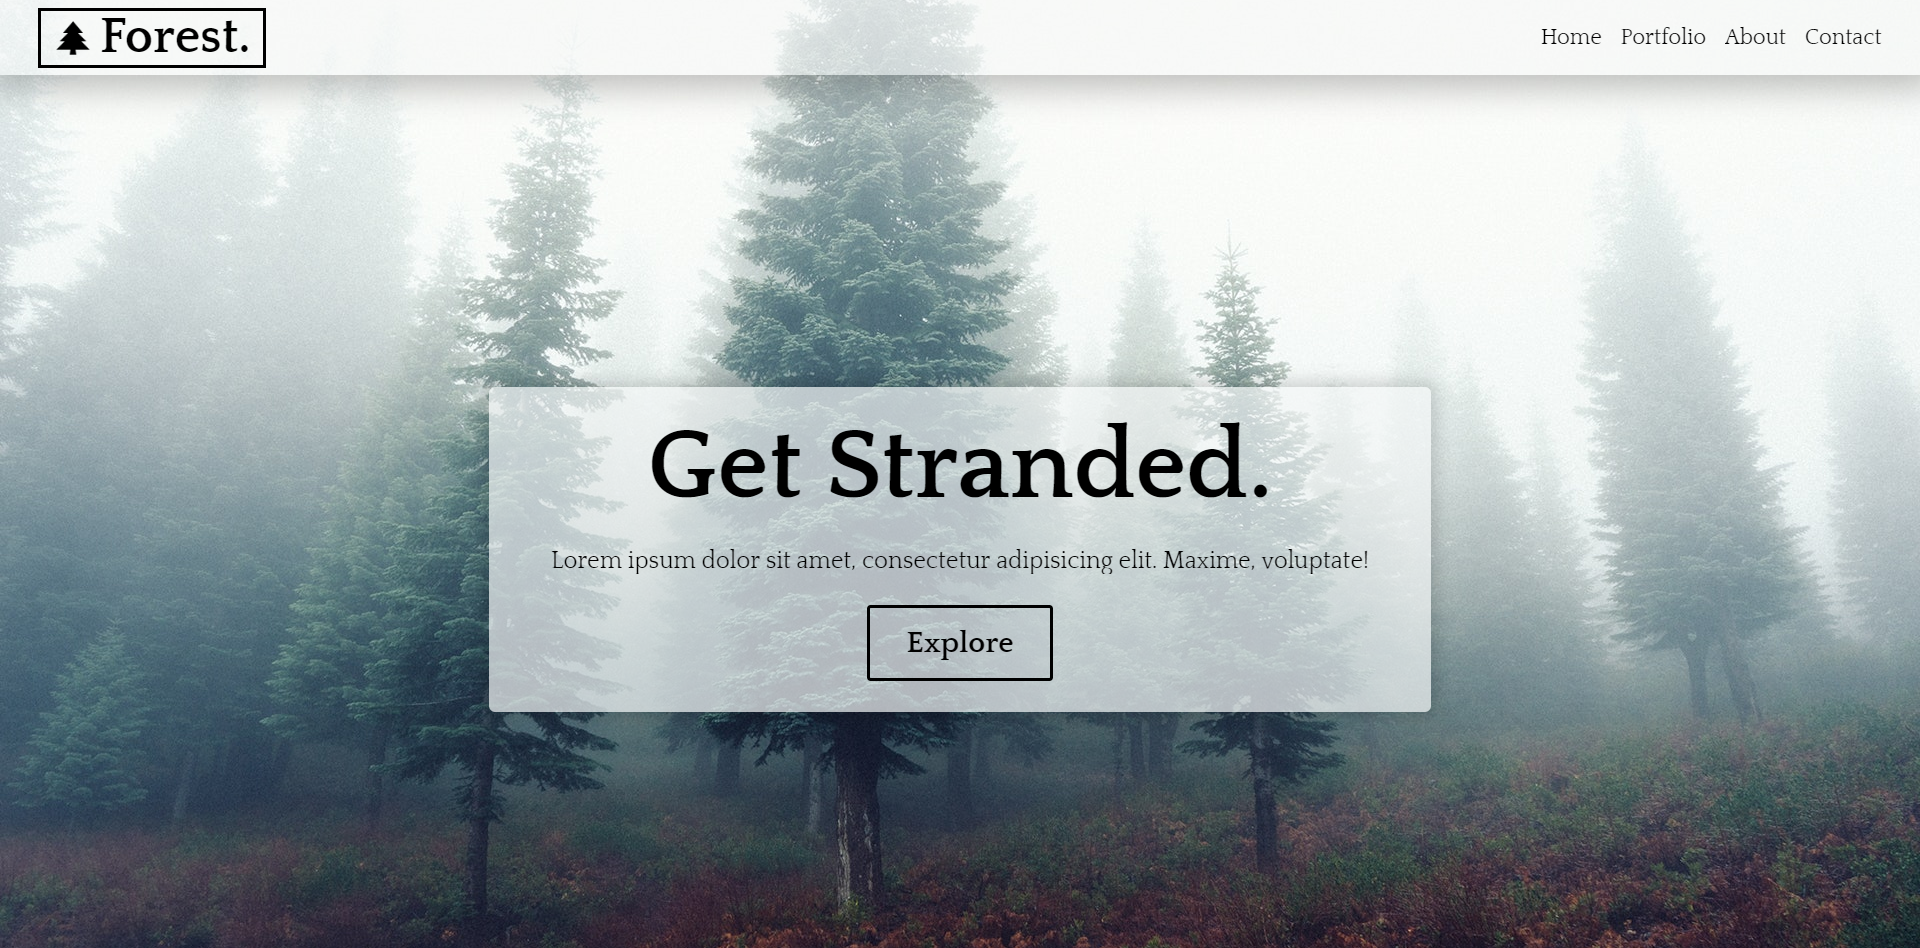 Forest.
Home Portfolio About Contact
Get Stranded.
Lorem ipsum dolor sit amet, consectetur adipisicing elit. Maxime, voluptate!
Explore